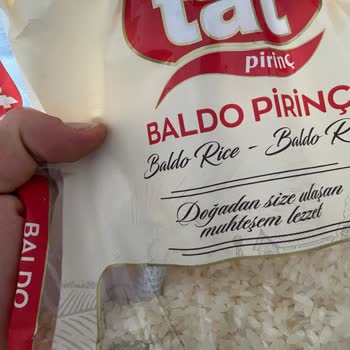 tat
pirinç
BALDO PİRİNÇ
Baldo Rice - Baldo R
Doğadan size ulaşan
muhteşem lezzet
BALDO